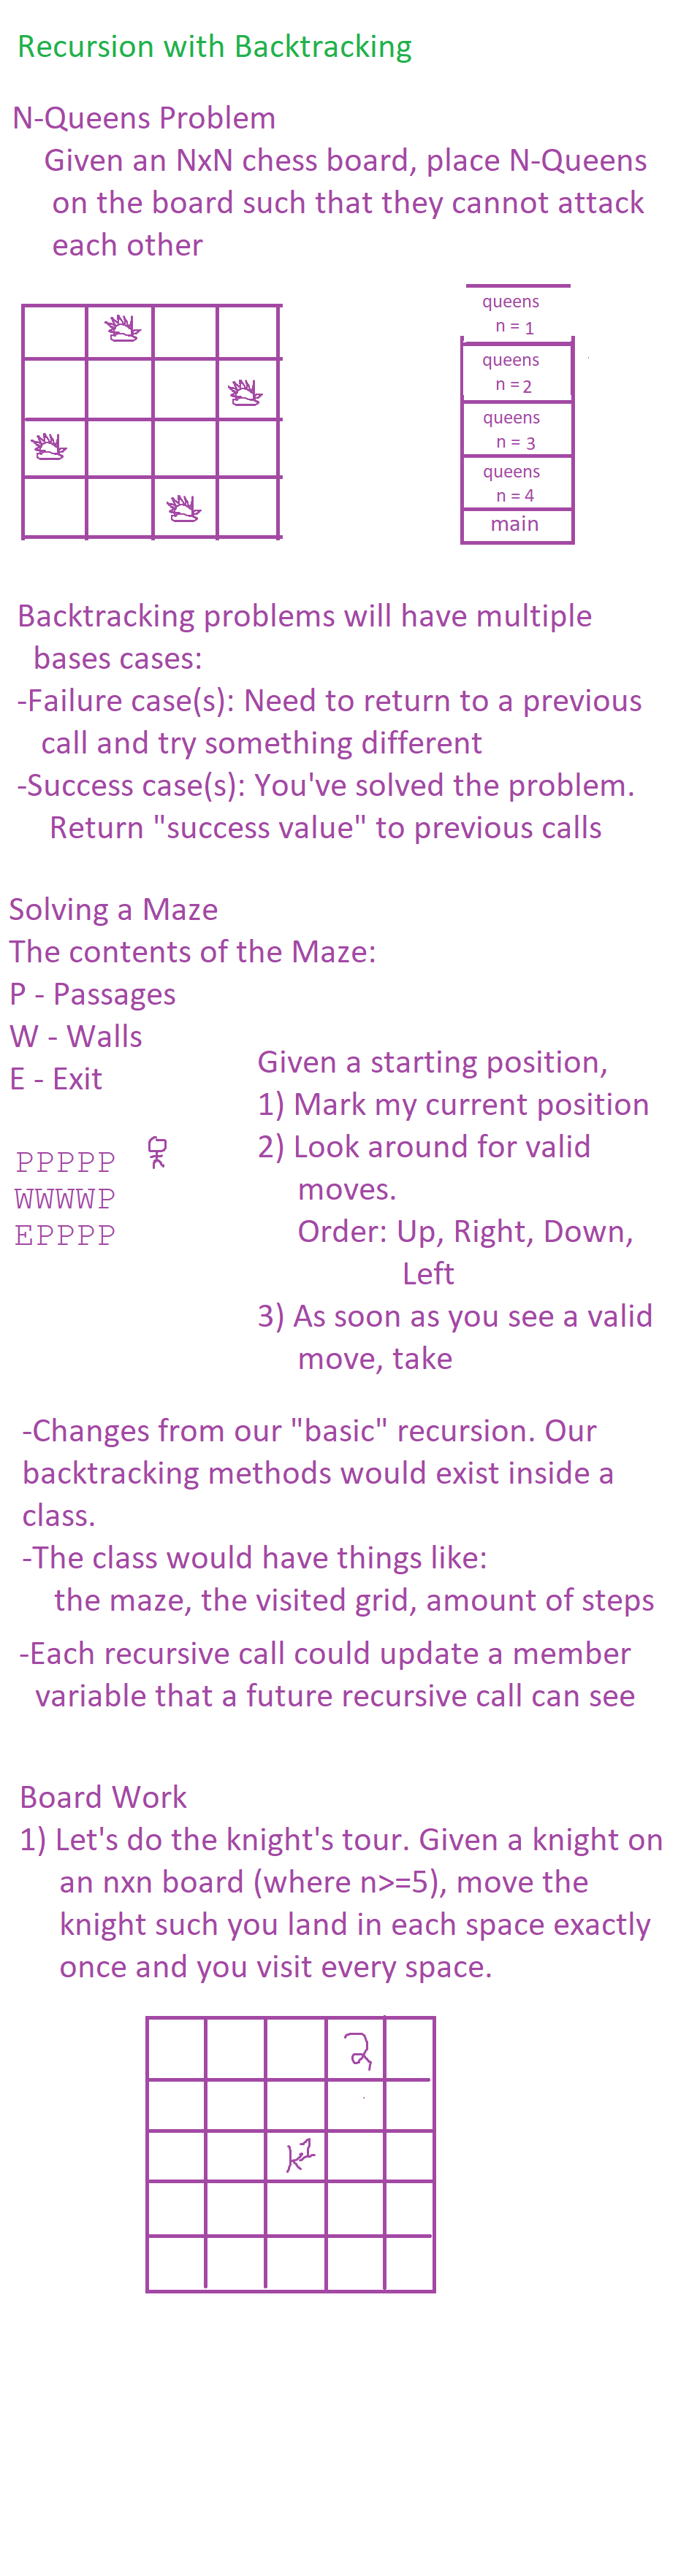 Recursion with Backtracking
N-Queens Problem
Given an NxN chess board, place N-Queens
on the board such that they cannot attack
each other
queens
n = 1
queens
n = 2
queens
n = 3
queens
n = 4
main
Backtracking problems will have multiple
bases cases:
-Failure case(s): Need to return to a previous
call and try something different
-Success case(s): You've solved the problem.
Return "success value" to previous calls
Solving a Maze
The contents of the Maze:
P - Passages
W - Walls
E - Exit
PPPPP
WWWWP
EPPPP
Given a starting position,
1) Mark my current position
2) Look around for valid
moves.
Order: Up, Right, Down,
Left
3) As soon as you see a valid
move, take
-Changes from our "basic" recursion. Our
backtracking methods would exist inside a
class.
-The class would have things like:
the maze, the visited grid, amount of steps
-Each recursive call could update a member
variable that a future recursive call can see
Board Work
1) Let's do the knight's tour. Given a knight on
an nxn board (where n>=5), move the
knight such you land in each space exactly
once and you visit every space.
2
K1